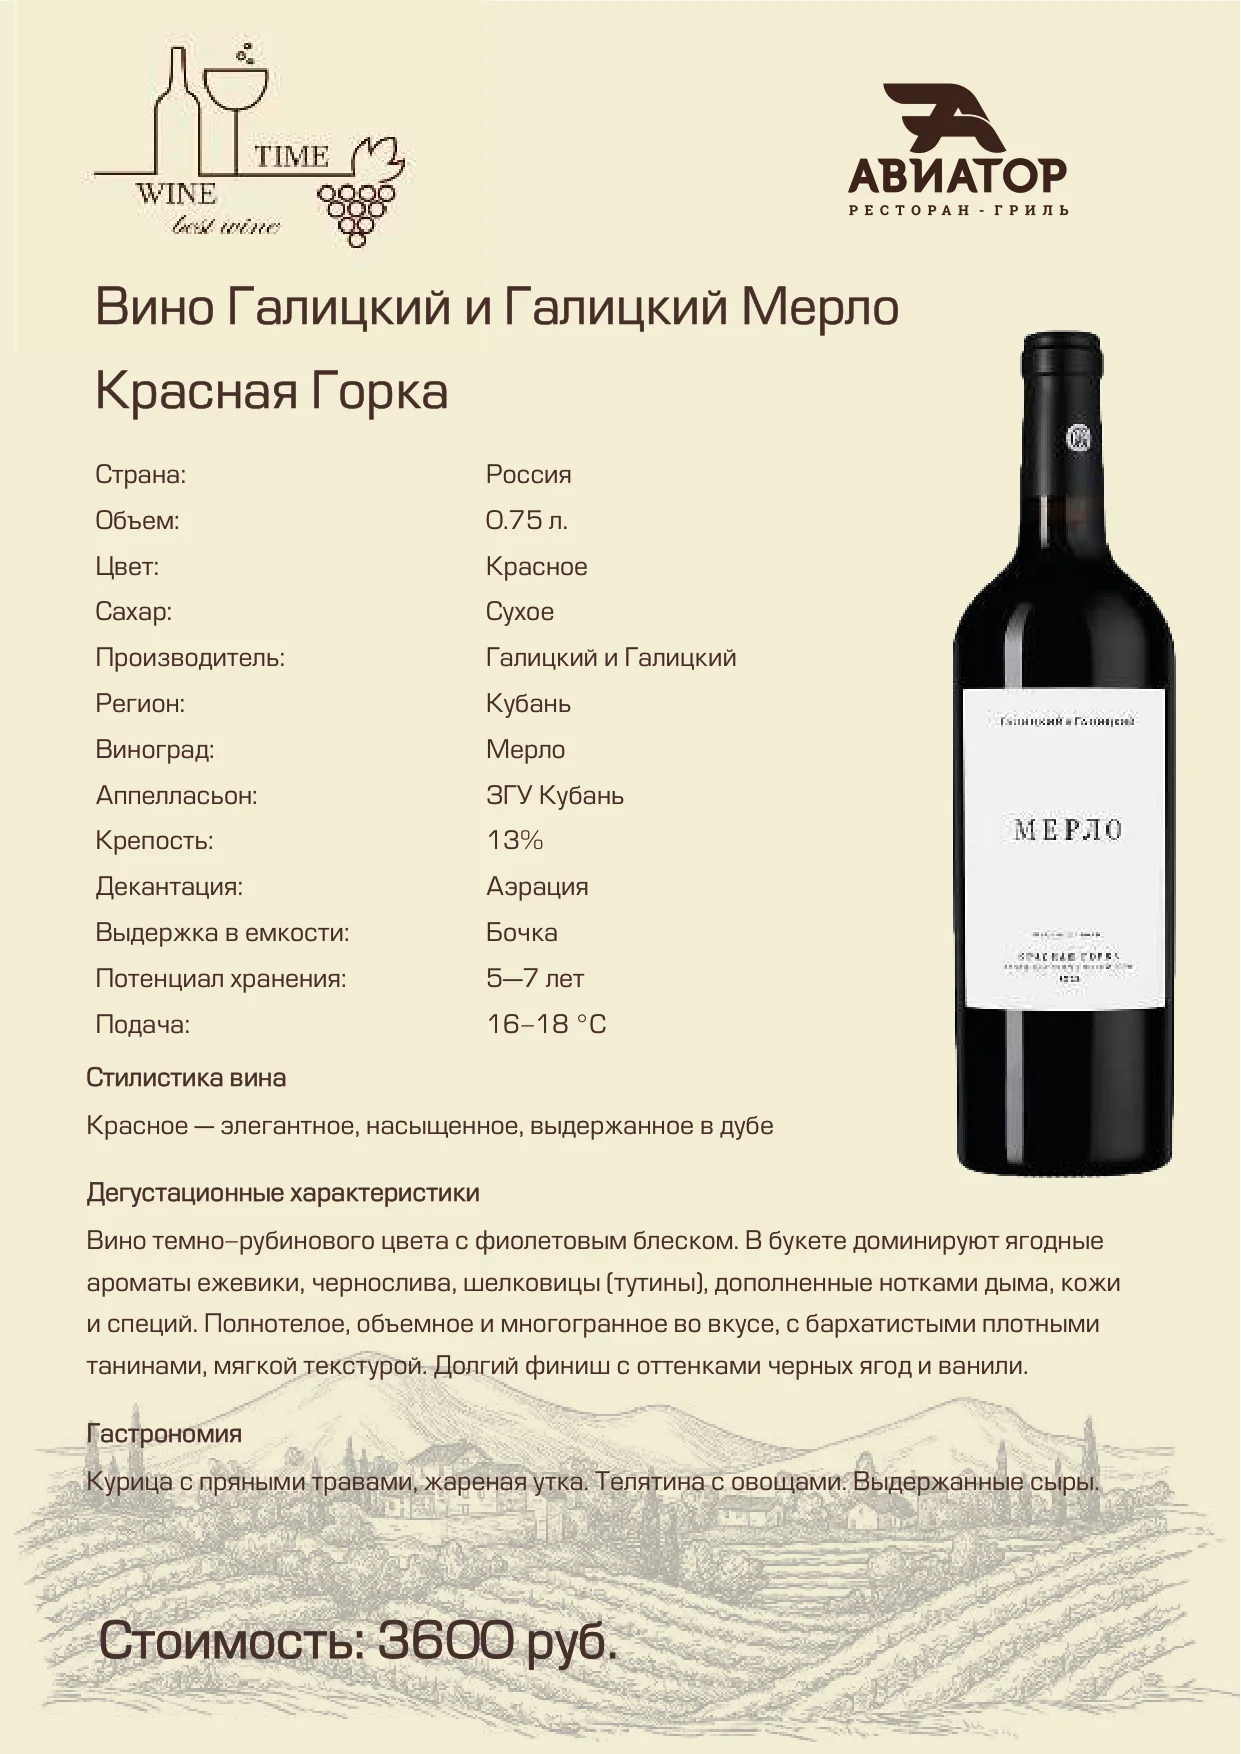 TIME
WINE
best wine
АВИАТОР
РЕСТОРАН - ГРИЛЬ
Вино Галицкий и Галицкий Мерло
Красная Горка
Страна: Россия
Объем: 0.75 л.
Цвет: Красное
Сахар: Сухое
Производитель: Галицкий и Галицкий
Регион: Кубань
Виноград: Мерло
Аппелласьон: ЗГУ Кубань
Крепость: 13%
Декантация: Аэрация
Выдержка в емкости: Бочка
Потенциал хранения: 5—7 лет
Подача: 16–18 °C
Галицкий и Галицкий
МЕРЛО
КРАСНАЯ ГОРКА
Стилистика вина
Красное — элегантное, насыщенное, выдержанное в дубе
Дегустационные характеристики
Вино темно–рубинового цвета с фиолетовым блеском. В букете доминируют ягодные
ароматы ежевики, чернослива, шелковицы (тутины), дополненные нотками дыма, кожи
и специй. Полнотелое, объемное и многогранное во вкусе, с бархатистыми плотными
танинами, мягкой текстурой. Долгий финиш с оттенками черных ягод и ванили.
Гастрономия
Курица с пряными травами, жареная утка. Телятина с овощами. Выдержанные сыры.
Стоимость: 3600 руб.